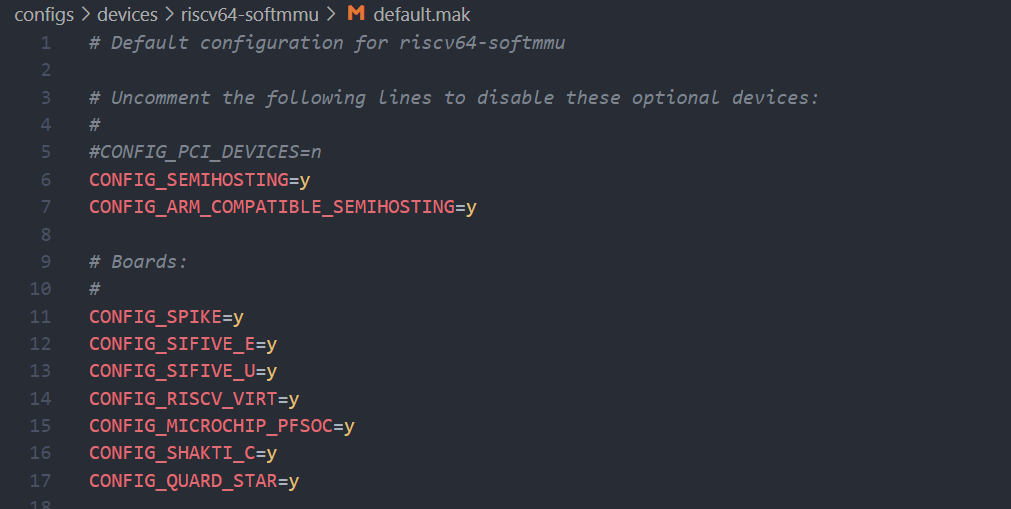 configs > devices > riscv64-softmmu > M default.mak
1 # Default configuration for riscv64-softmmu
2
3 # Uncomment the following lines to disable these optional devices:
4 #
5 #CONFIG_PCI_DEVICES=n
6 CONFIG_SEMIHOSTING=y
7 CONFIG_ARM_COMPATIBLE_SEMIHOSTING=y
8
9 # Boards:
10 #
11 CONFIG_SPIKE=y
12 CONFIG_SIFIVE_E=y
13 CONFIG_SIFIVE_U=y
14 CONFIG_RISCV_VIRT=y
15 CONFIG_MICROCHIP_PFSOC=y
16 CONFIG_SHAKTI_C=y
17 CONFIG_QUARD_STAR=y
18